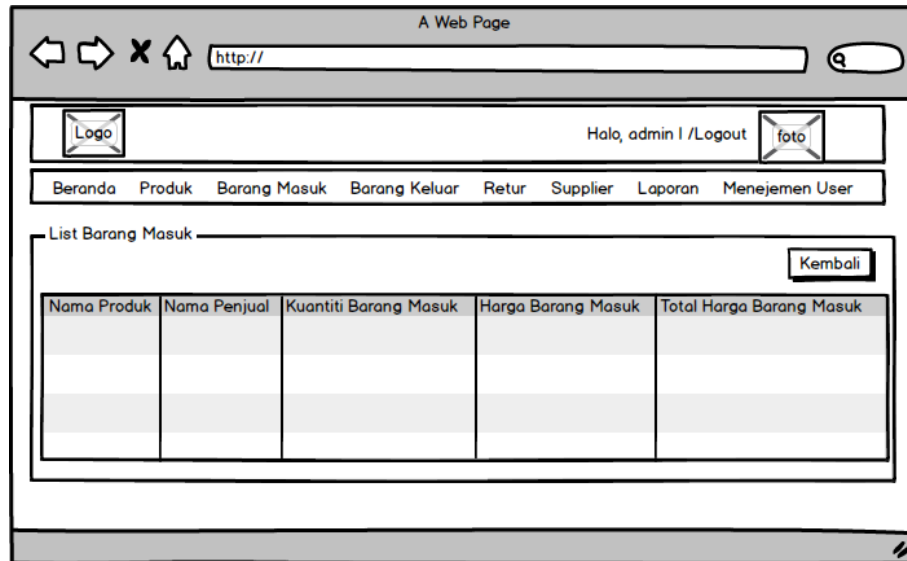 A Web Page
http://
Logo
Halo, admin | /Logout
foto
Beranda Produk Barang Masuk Barang Keluar Retur Supplier Laporan Menejemen User
List Barang Masuk
Kembali
Nama Produk Nama Penjual Kuantiti Barang Masuk Harga Barang Masuk Total Harga Barang Masuk